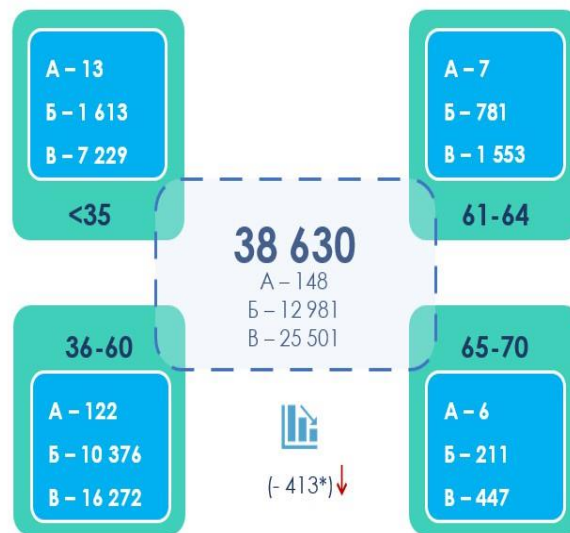 А – 13
Б – 1 613
В – 7 229
<35
А – 7
Б – 781
В – 1 553
61-64
38 630
А – 148
Б – 12 981
В – 25 501
36-60
А – 122
Б – 10 376
В – 16 272
65-70
А – 6
Б – 211
В – 447
(- 413*)